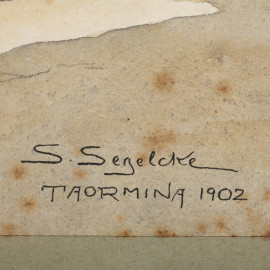 S. Segelcke
TAORMINA 1902